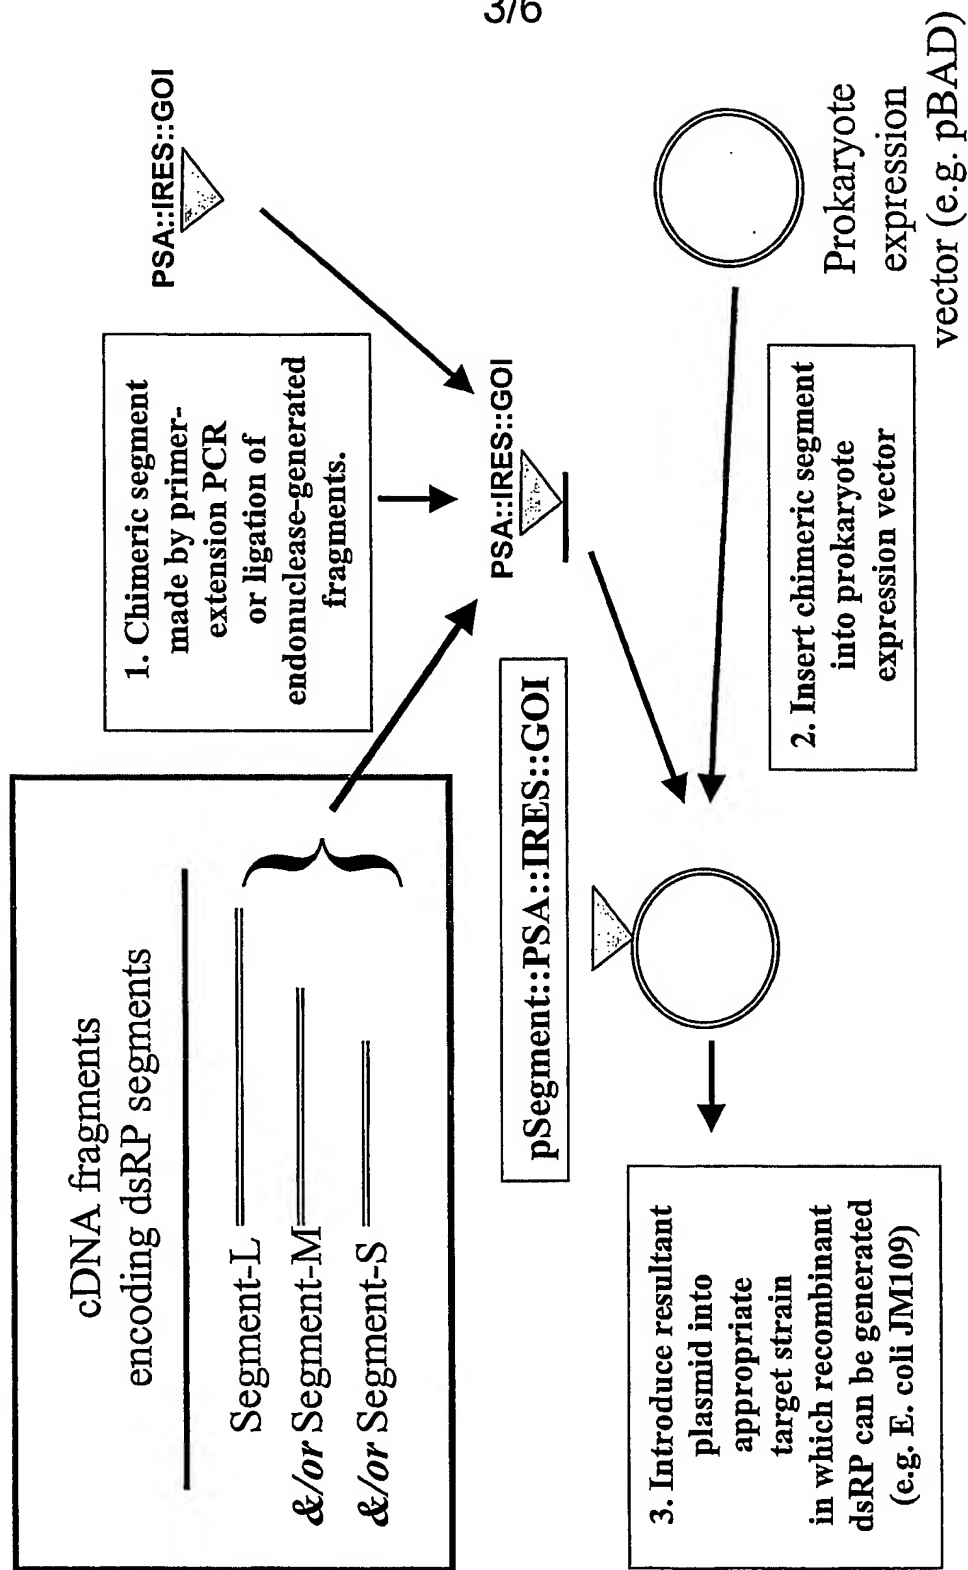 3/6
cDNA fragments
encoding dsRP segments
Segment-L
&/or Segment-M
&/or Segment-S
1. Chimeric segment
made by primer-
extension PCR
or ligation of
endonuclease-generated
fragments.
PSA::IRES::GOI
PSA::IRES::GOI
pSegment::PSA::IRES::GOI
2. Insert chimeric segment
into prokaryote
expression vector
Prokaryote
expression
vector (e.g. pBAD)
3. Introduce resultant
plasmid into
appropriate
target strain
in which recombinant
dsRP can be generated
(e.g. E. coli JM109)